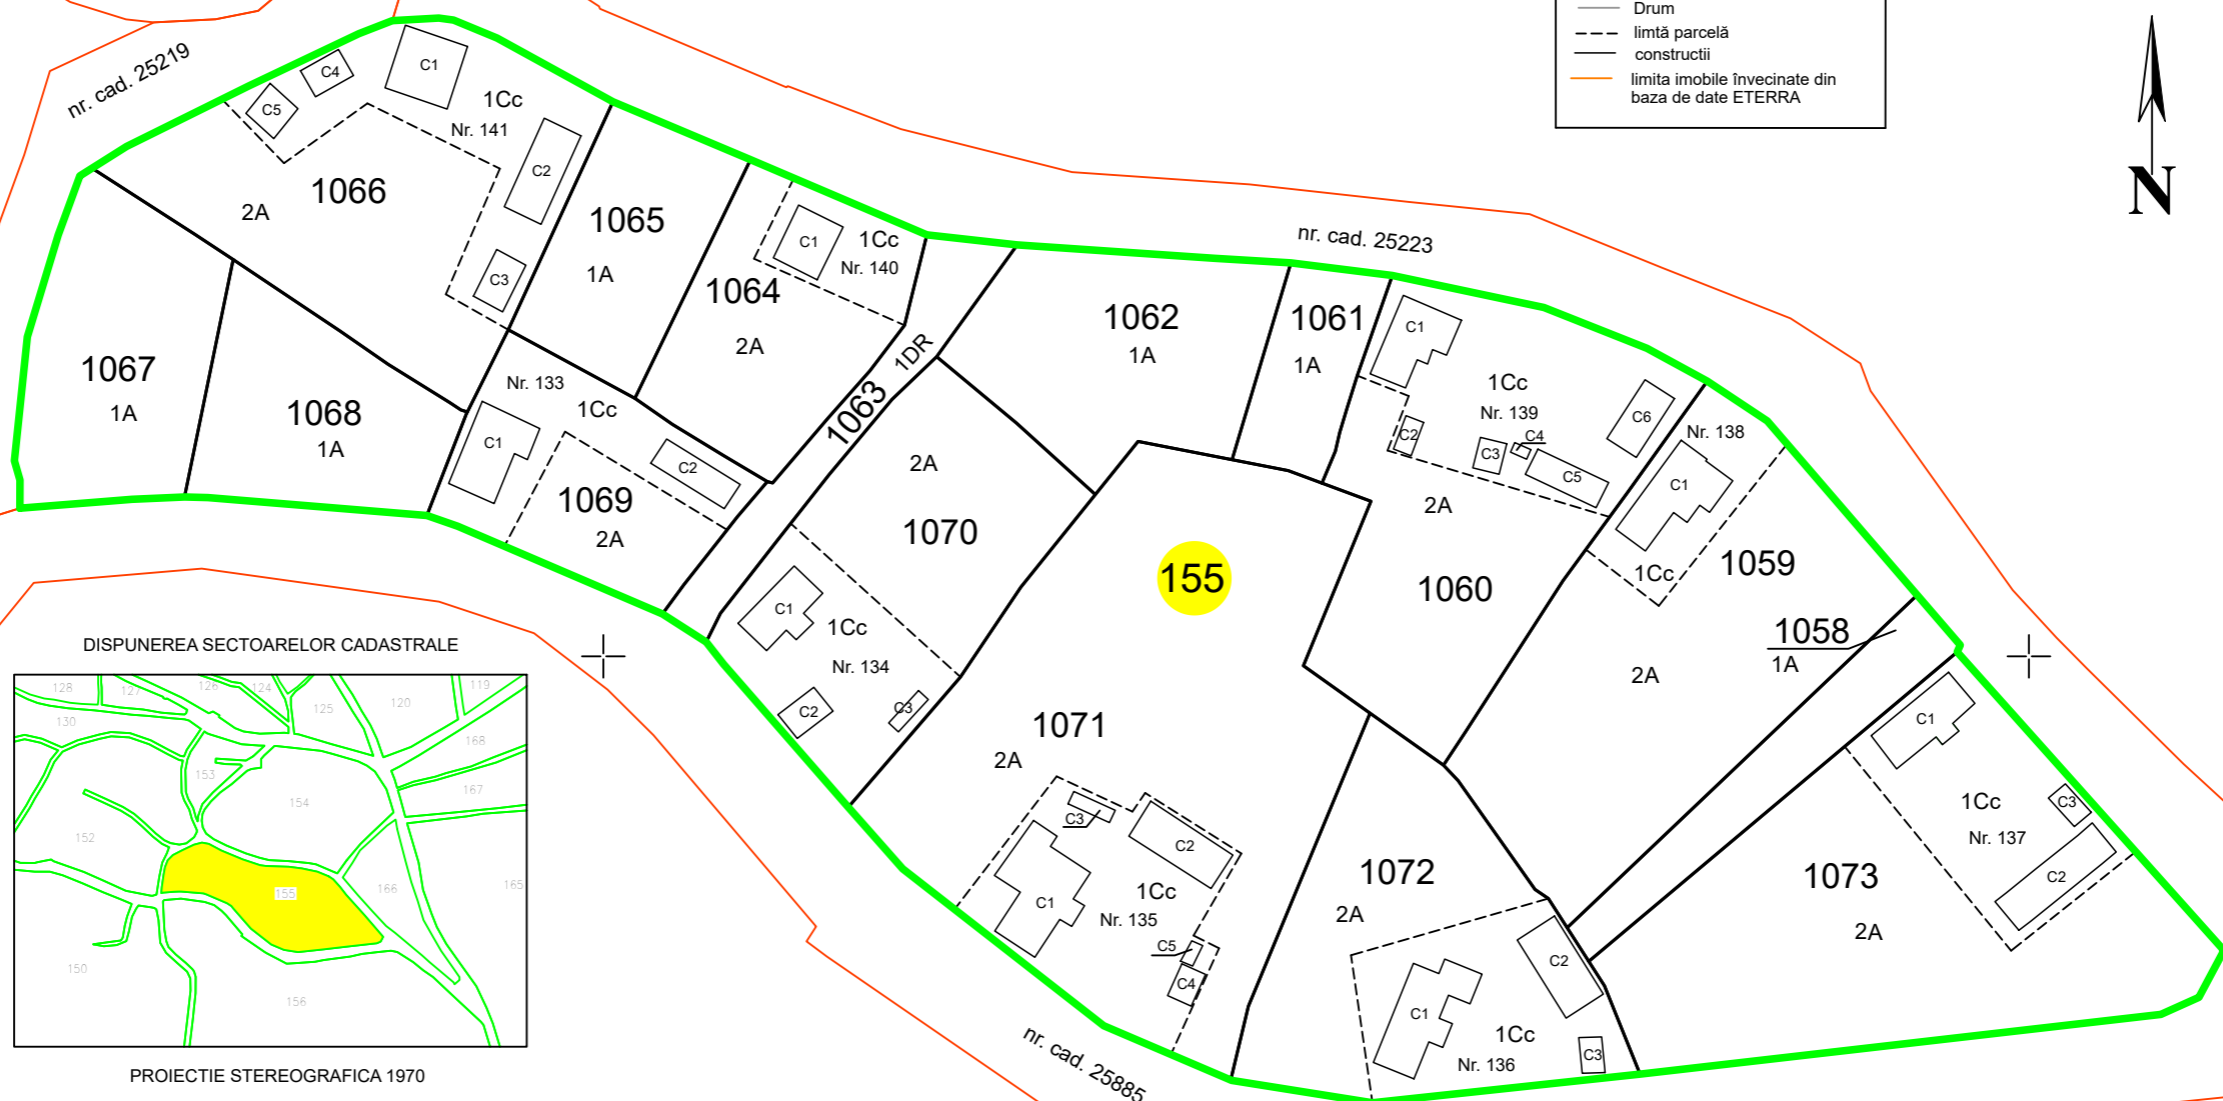 Drum
limtă parcelă
constructii
limita imobile învecinate din
baza de date ETERRA
N
nr. cad. 25219
nr. cad. 25223
nr. cad. 25885
C4
C5
C1
1Cc
Nr. 141
C2
C3
1066
2A
1065
1A
1064
2A
C1
1Cc
Nr. 140
1063 1DR
1062
1A
1061
1A
C1
1Cc
Nr. 139
C2
C3
C4
C5
C6
2A
1060
Nr. 138
C1
1Cc
1059
2A
1058
1A
1067
1A
1068
1A
Nr. 133
1Cc
C1
C2
1069
2A
2A
1070
C1
1Cc
Nr. 134
C2
C3
155
1071
2A
C3
C2
C1
1Cc
Nr. 135
C5
C4
1072
2A
C2
C1
1Cc
Nr. 136
C3
1073
2A
C1
1Cc
Nr. 137
C3
C2
DISPUNEREA SECTOARELOR CADASTRALE
128
127
126
124
125
120
119
130
168
153
154
167
152
155
166
165
150
156
PROIECTIE STEREOGRAFICA 1970